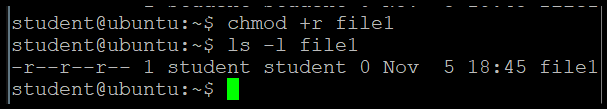 student@ubuntu:~$ chmod +r file1
student@ubuntu:~$ ls -l file1
-r--r--r-- 1 student student 0 Nov  5 18:45 file1
student@ubuntu:~$